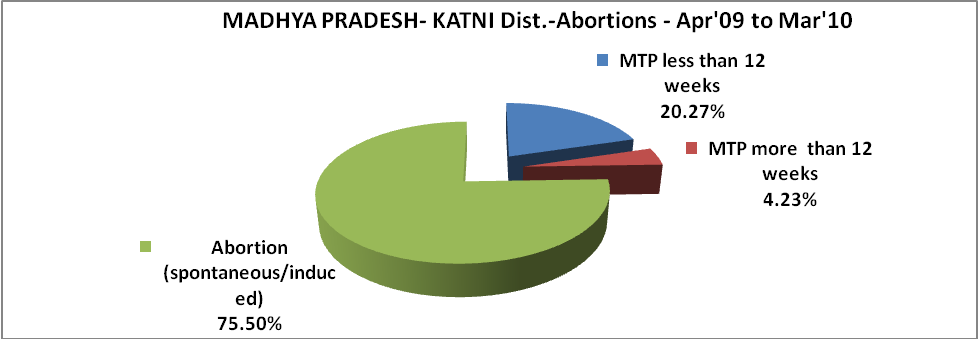 MADHYA PRADESH- KATNI Dist.-Abortions - Apr'09 to Mar'10
MTP less than 12
weeks
20.27%
MTP more than 12
weeks
4.23%
Abortion
(spontaneous/induc
ed)
75.50%